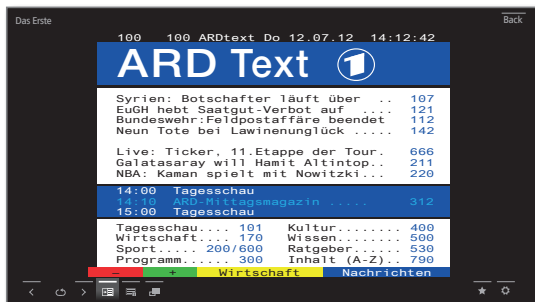 Das Erste Back
100 100 ARDtext Do 12.07.12 14:12:42
ARD Text 1
Syrien: Botschafter läuft über .. 107
EuGH hebt Saatgut-Verbot auf .... 121
Bundeswehr:Feldpostaffäre beendet 112
Neun Tote bei Lawinenunglück ..... 142
Live: Ticker, 11.Etappe der Tour. 666
Galatasaray will Hamit Altintop.. 211
NBA: Kaman spielt mit Nowitzki... 220
14:00 Tagesschau
14:10 ARD-Mittagsmagazin ..... 312
15:00 Tagesschau
Tagesschau.... 101 Kultur........ 400
Wirtschaft.... 170 Wissen........ 500
Sport..... 200/600 Ratgeber...... 530
Programm...... 300 Inhalt (A-Z).. 790
– + Wirtschaft Nachrichten